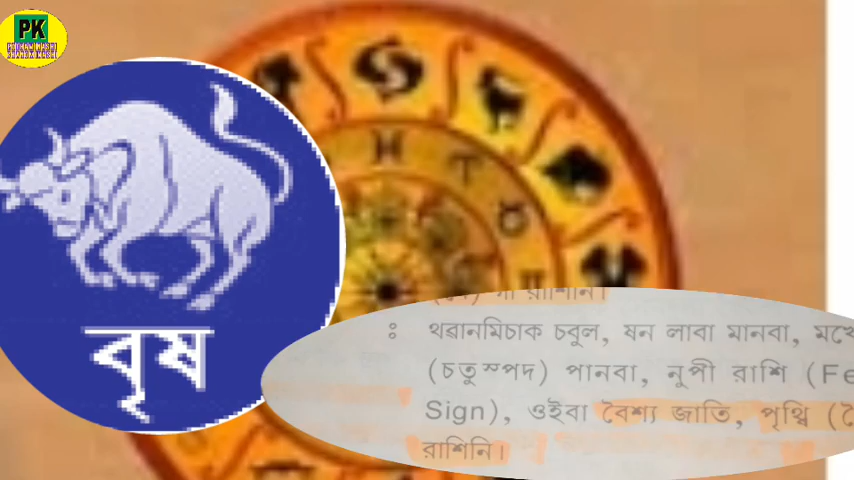 PK
বৃষ
রাশিনি।
ঃ থৱানমিচাক চবুল, ষন লাবা মানবা,
(চতুস্পদ) পানবা, নুপী রাশি (Fe
Sign), ওইবা বৈশ্য জাতি, পৃথ্বি
রাশিনি।